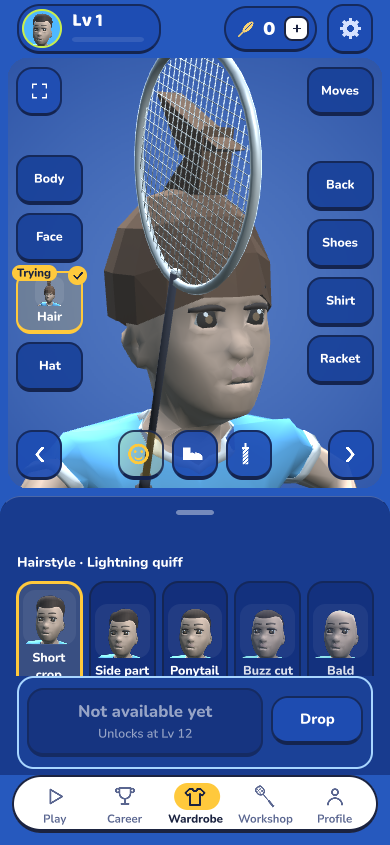 Lv 1
0
+
Moves
Body
Back
Face
Shoes
Trying
Hair
Shirt
Hat
Racket
Hairstyle · Lightning quiff
Short
crop
Side part
Ponytail
Buzz cut
Bald
Not available yet
Unlocks at Lv 12
Drop
Play
Career
Wardrobe
Workshop
Profile